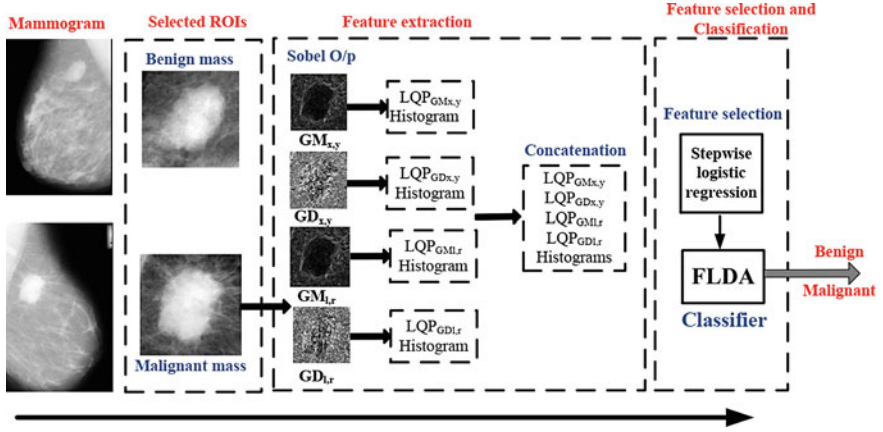 Mammogram
Selected ROIs
Feature extraction
Feature selection and
Classification
Benign mass
Malignant mass
Sobel O/p
GMx,y
GDx,y
GMl,r
GDl,r
LQPGMx,y
Histogram
LQPGDx,y
Histogram
LQPGMl,r
Histogram
LQPGDl,r
Histogram
Concatenation
LQPGMx,y
LQPGDx,y
LQPGMl,r
LQPGDl,r
Histograms
Feature selection
Stepwise
logistic
regression
FLDA
Classifier
Benign
Malignant